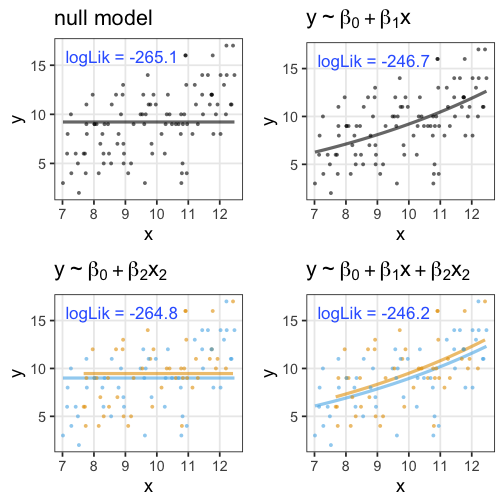 null model
logLik = -265.1
y
15
10
5
7 8 9 10 11 12
x
y ~ β₀ + β₁x
logLik = -246.7
y
15
10
5
7 8 9 10 11 12
x
y ~ β₀ + β₂x₂
logLik = -264.8
y
15
10
5
7 8 9 10 11 12
x
y ~ β₀ + β₁x + β₂x₂
logLik = -246.2
y
15
10
5
7 8 9 10 11 12
x